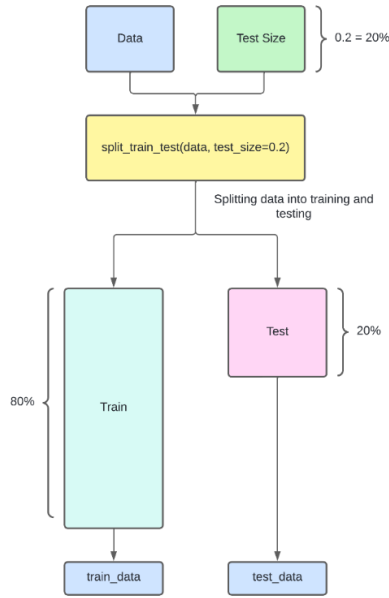 Data
Test Size
0.2 = 20%
split_train_test(data, test_size=0.2)
Splitting data into training and
testing
80%
Train
Test
20%
train_data
test_data